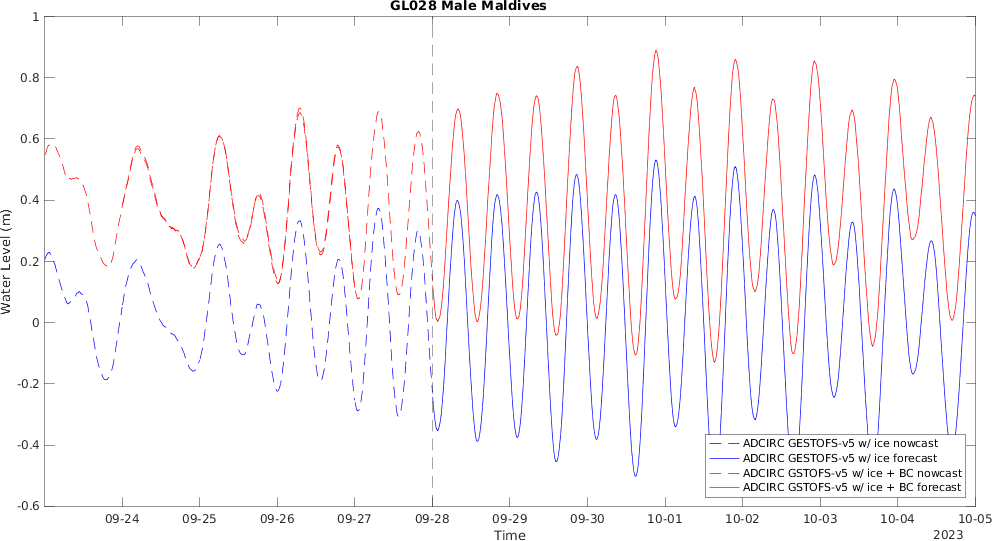 GL028 Male Maldives
1
0.8
0.6
0.4
0.2
0
-0.2
-0.4
-0.6
Water Level (m)
ADCIRC GESTOFS-v5 w/ ice nowcast
ADCIRC GESTOFS-v5 w/ ice forecast
ADCIRC GSTOFS-v5 w/ ice + BC nowcast
ADCIRC GSTOFS-v5 w/ ice + BC forecast
09-24 09-25 09-26 09-27 09-28 09-29 09-30 10-01 10-02 10-03 10-04 10-05
Time
2023